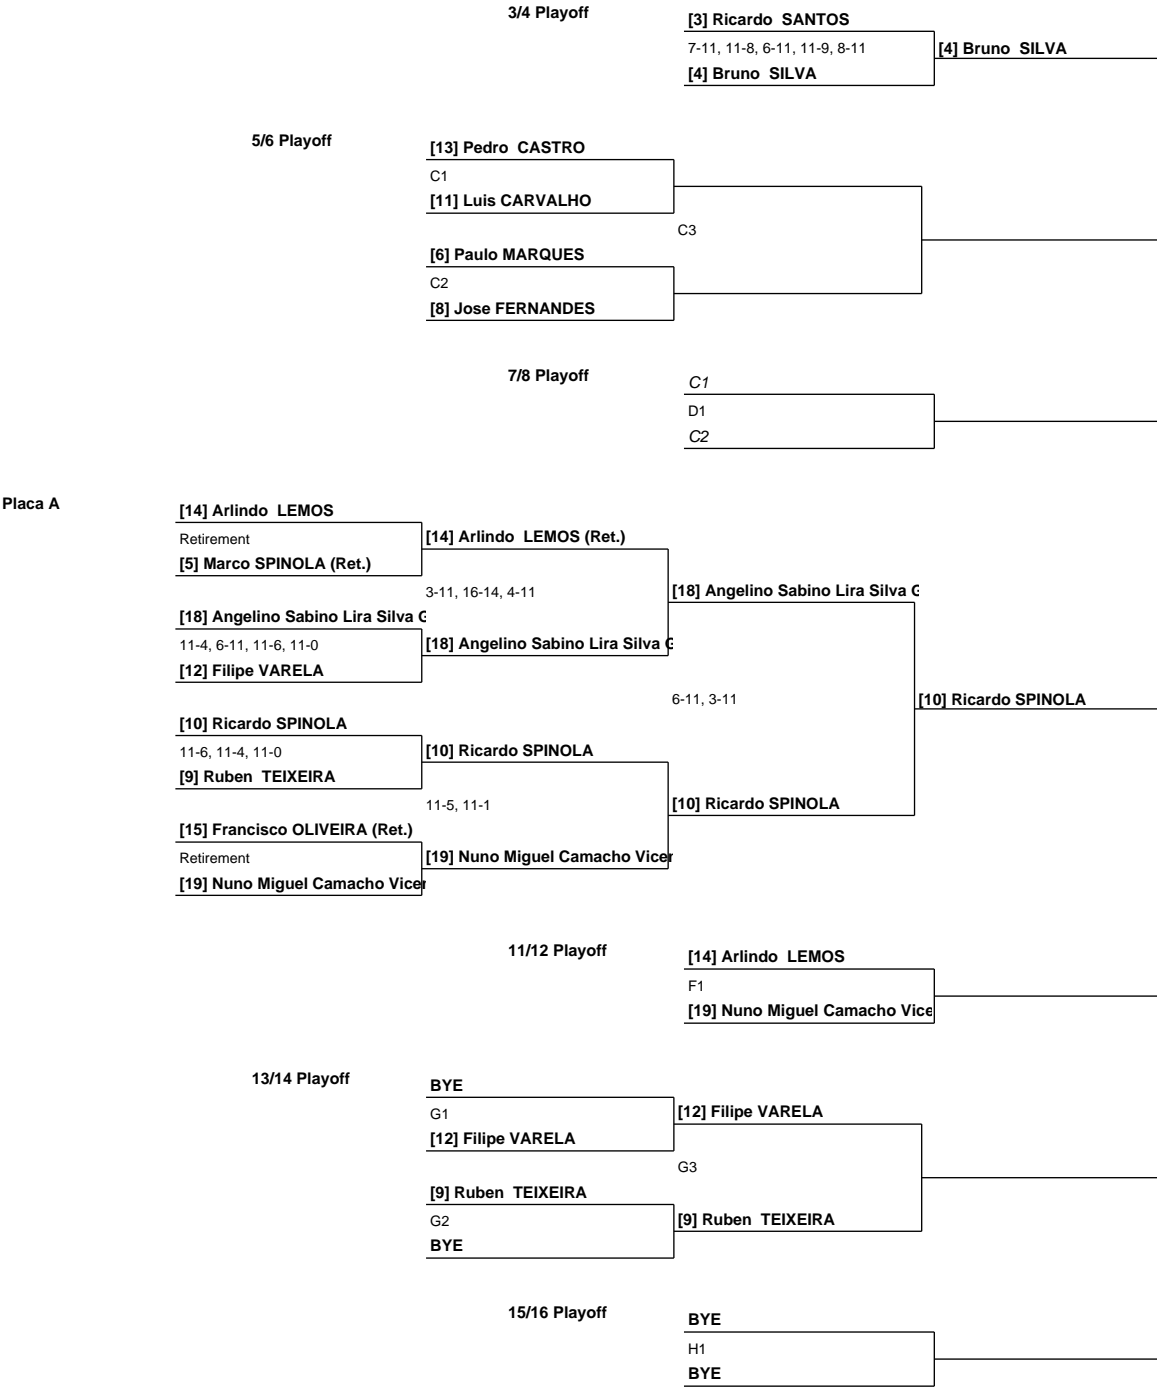 3/4 Playoff
[3] Ricardo SANTOS
7-11, 11-8, 6-11, 11-9, 8-11
[4] Bruno SILVA
[4] Bruno SILVA
5/6 Playoff
[13] Pedro CASTRO
C1
[11] Luis CARVALHO
C3
[6] Paulo MARQUES
C2
[8] Jose FERNANDES
7/8 Playoff
C1
D1
C2
Placa A
[14] Arlindo LEMOS
Retirement
[14] Arlindo LEMOS (Ret.)
[5] Marco SPINOLA (Ret.)
3-11, 16-14, 4-11
[18] Angelino Sabino Lira Silva G
[18] Angelino Sabino Lira Silva G
11-4, 6-11, 11-6, 11-0
[18] Angelino Sabino Lira Silva G
[12] Filipe VARELA
6-11, 3-11
[10] Ricardo SPINOLA
[10] Ricardo SPINOLA
11-6, 11-4, 11-0
[10] Ricardo SPINOLA
[9] Ruben TEIXEIRA
11-5, 11-1
[10] Ricardo SPINOLA
[15] Francisco OLIVEIRA (Ret.)
Retirement
[19] Nuno Miguel Camacho Vicer
[19] Nuno Miguel Camacho Vicer
11/12 Playoff
[14] Arlindo LEMOS
F1
[19] Nuno Miguel Camacho Vice
13/14 Playoff
BYE
G1
[12] Filipe VARELA
[12] Filipe VARELA
G3
[9] Ruben TEIXEIRA
G2
[9] Ruben TEIXEIRA
BYE
15/16 Playoff
BYE
H1
BYE